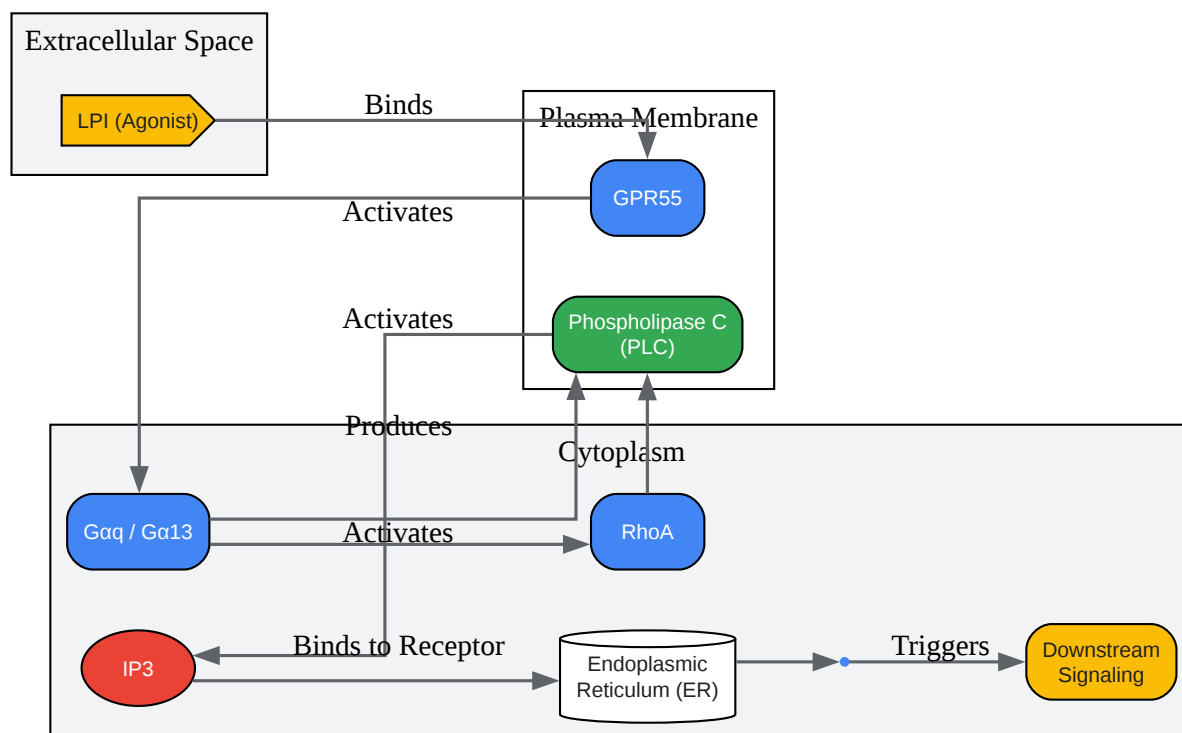 Extracellular Space
LPI (Agonist)
Binds
Plasma Membrane
GPR55
Activates
Activates
Phospholipase C
(PLC)
Produces
Cytoplasm
Gαq / Gα13
Activates
RhoA
IP3
Binds to Receptor
Endoplasmic
Reticulum (ER)
Triggers
Downstream
Signaling